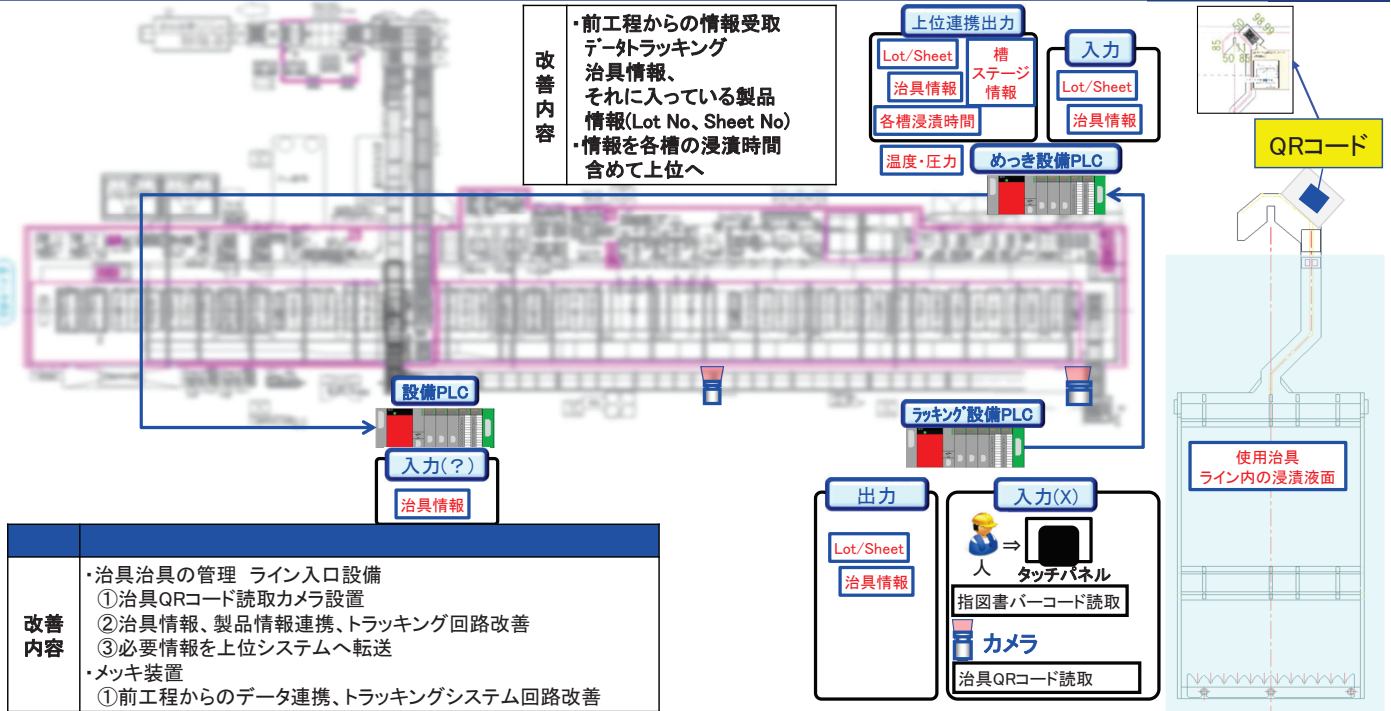 改善内容
・前工程からの情報受取
データトラッキング
治具情報、
それに入っている製品
情報(Lot No、Sheet No)
・情報を各槽の浸漬時間
含めて上位へ
上位連携出力
Lot/Sheet
治具情報
各槽浸漬時間
槽
ステージ
情報
入力
Lot/Sheet
治具情報
温度・圧力
めっき設備PLC
50
98.99
85
50
QRコード
設備PLC
入力(?)
治具情報
ラッキング設備PLC
出力
Lot/Sheet
治具情報
入力(X)
⇒
人
タッチパネル
指図書バーコード読取
カメラ
治具QRコード読取
使用治具
ライン内の浸漬液面
改善
内容
・治具治具の管理 ライン入口設備
①治具QRコード読取カメラ設置
②治具情報、製品情報連携、トラッキング回路改善
③必要情報を上位システムへ転送
・メッキ装置
①前工程からのデータ連携、トラッキングシステム回路改善